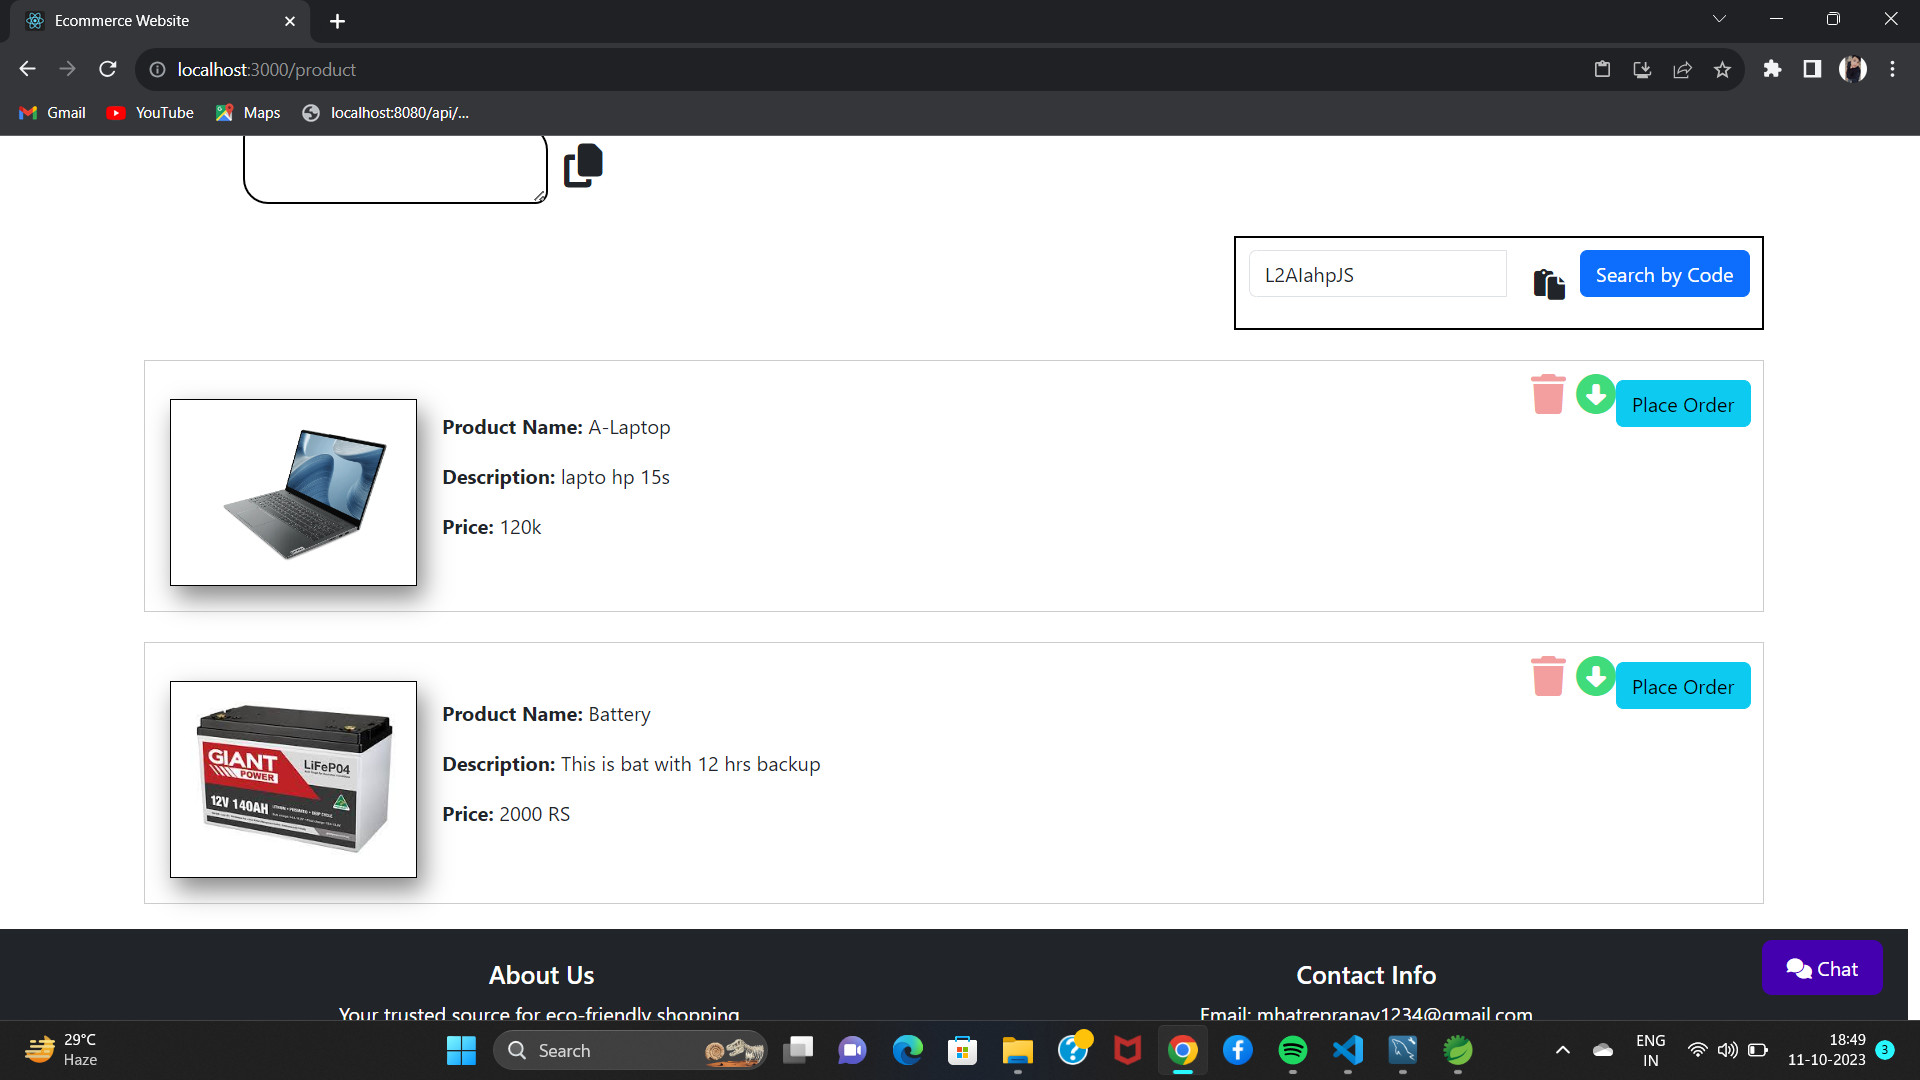 Ecommerce Website
localhost:3000/product
Gmail
YouTube
Maps
localhost:8080/api/...
L2AIahpJS
Search by Code
Place Order
Product Name: A-Laptop
Description: lapto hp 15s
Price: 120k
Place Order
GIANT
POWER
LiFeP04
12V 140AH
Product Name: Battery
Description: This is bat with 12 hrs backup
Price: 2000 RS
About Us
Your trusted source for eco-friendly shopping
Contact Info
Email: mhatrepranav1234@gmail.com
Chat
29°C
Haze
Search
ENG
IN
18:49
11-10-2023
3